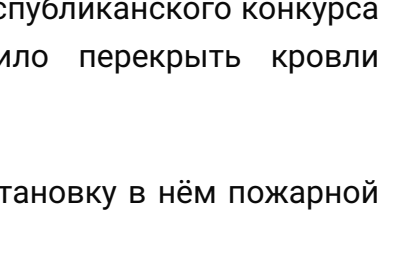 спубликанского конкурса
ило перекрыть кровли
тановку в нём пожарной